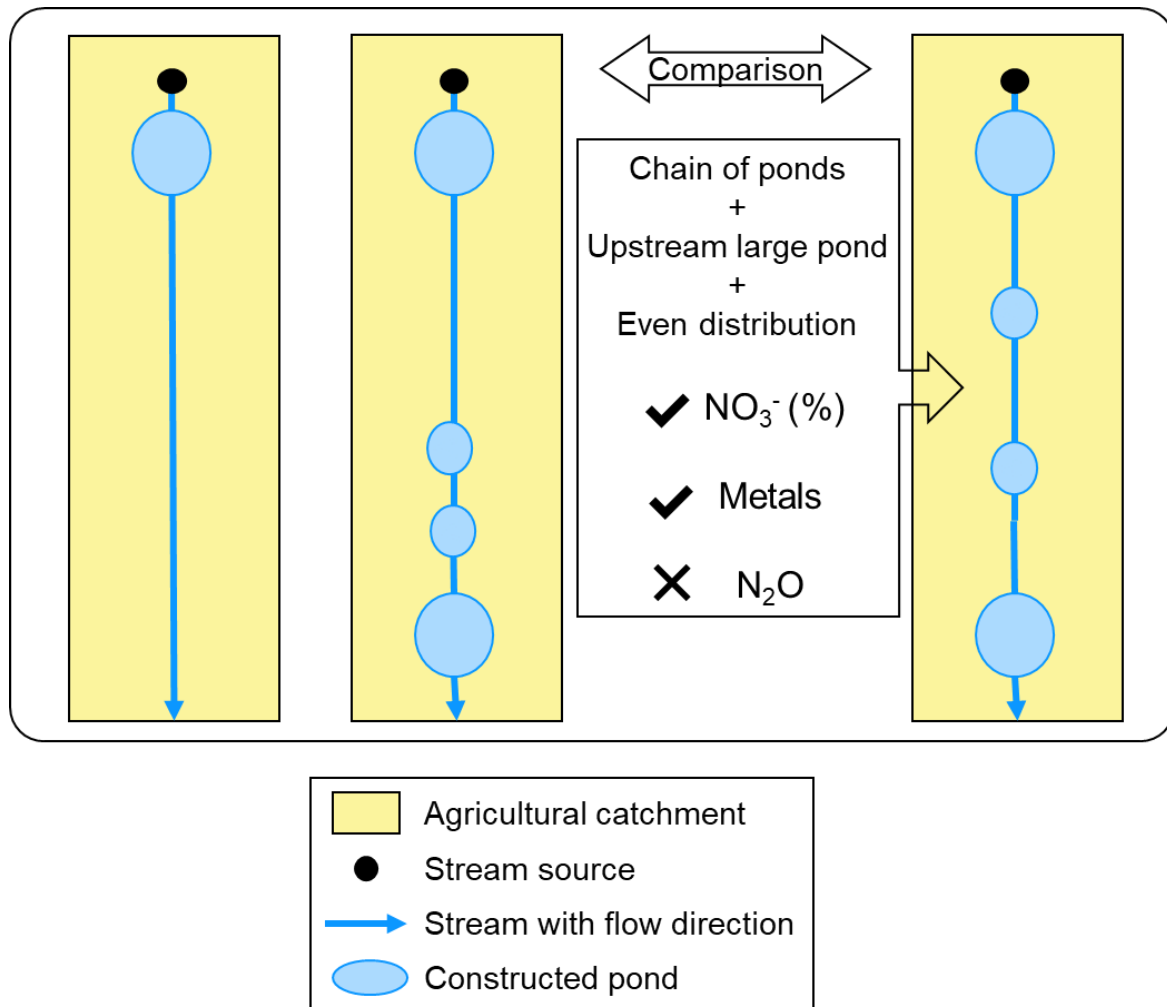 Comparison
Chain of ponds
+
Upstream large pond
+
Even distribution
✔ NO₃⁻ (%)
✔ Metals
✕ N₂O
Agricultural catchment
Stream source
Stream with flow direction
Constructed pond